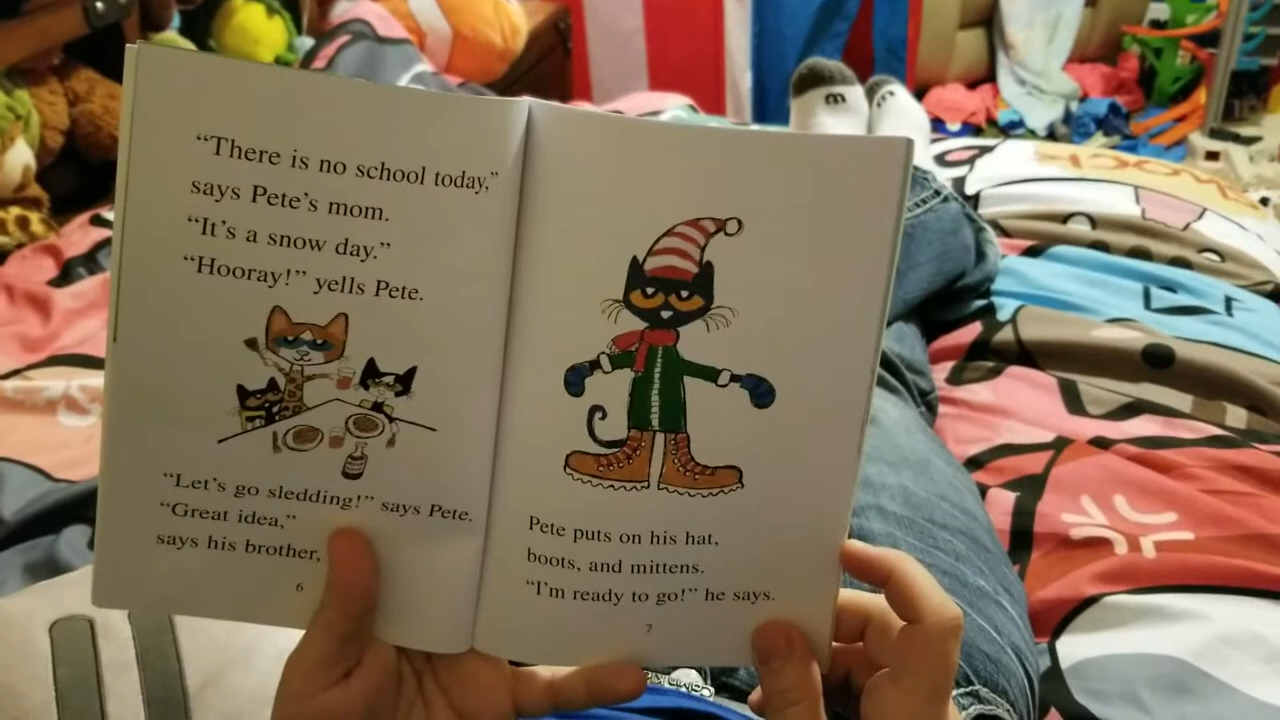 “There is no school today,”
says Pete’s mom.
“It’s a snow day.”
“Hooray!” yells Pete.
“Let’s go sledding!” says Pete.
“Great idea,”
says his brother,
6
Pete puts on his hat,
boots, and mittens.
“I’m ready to go!” he says.
7